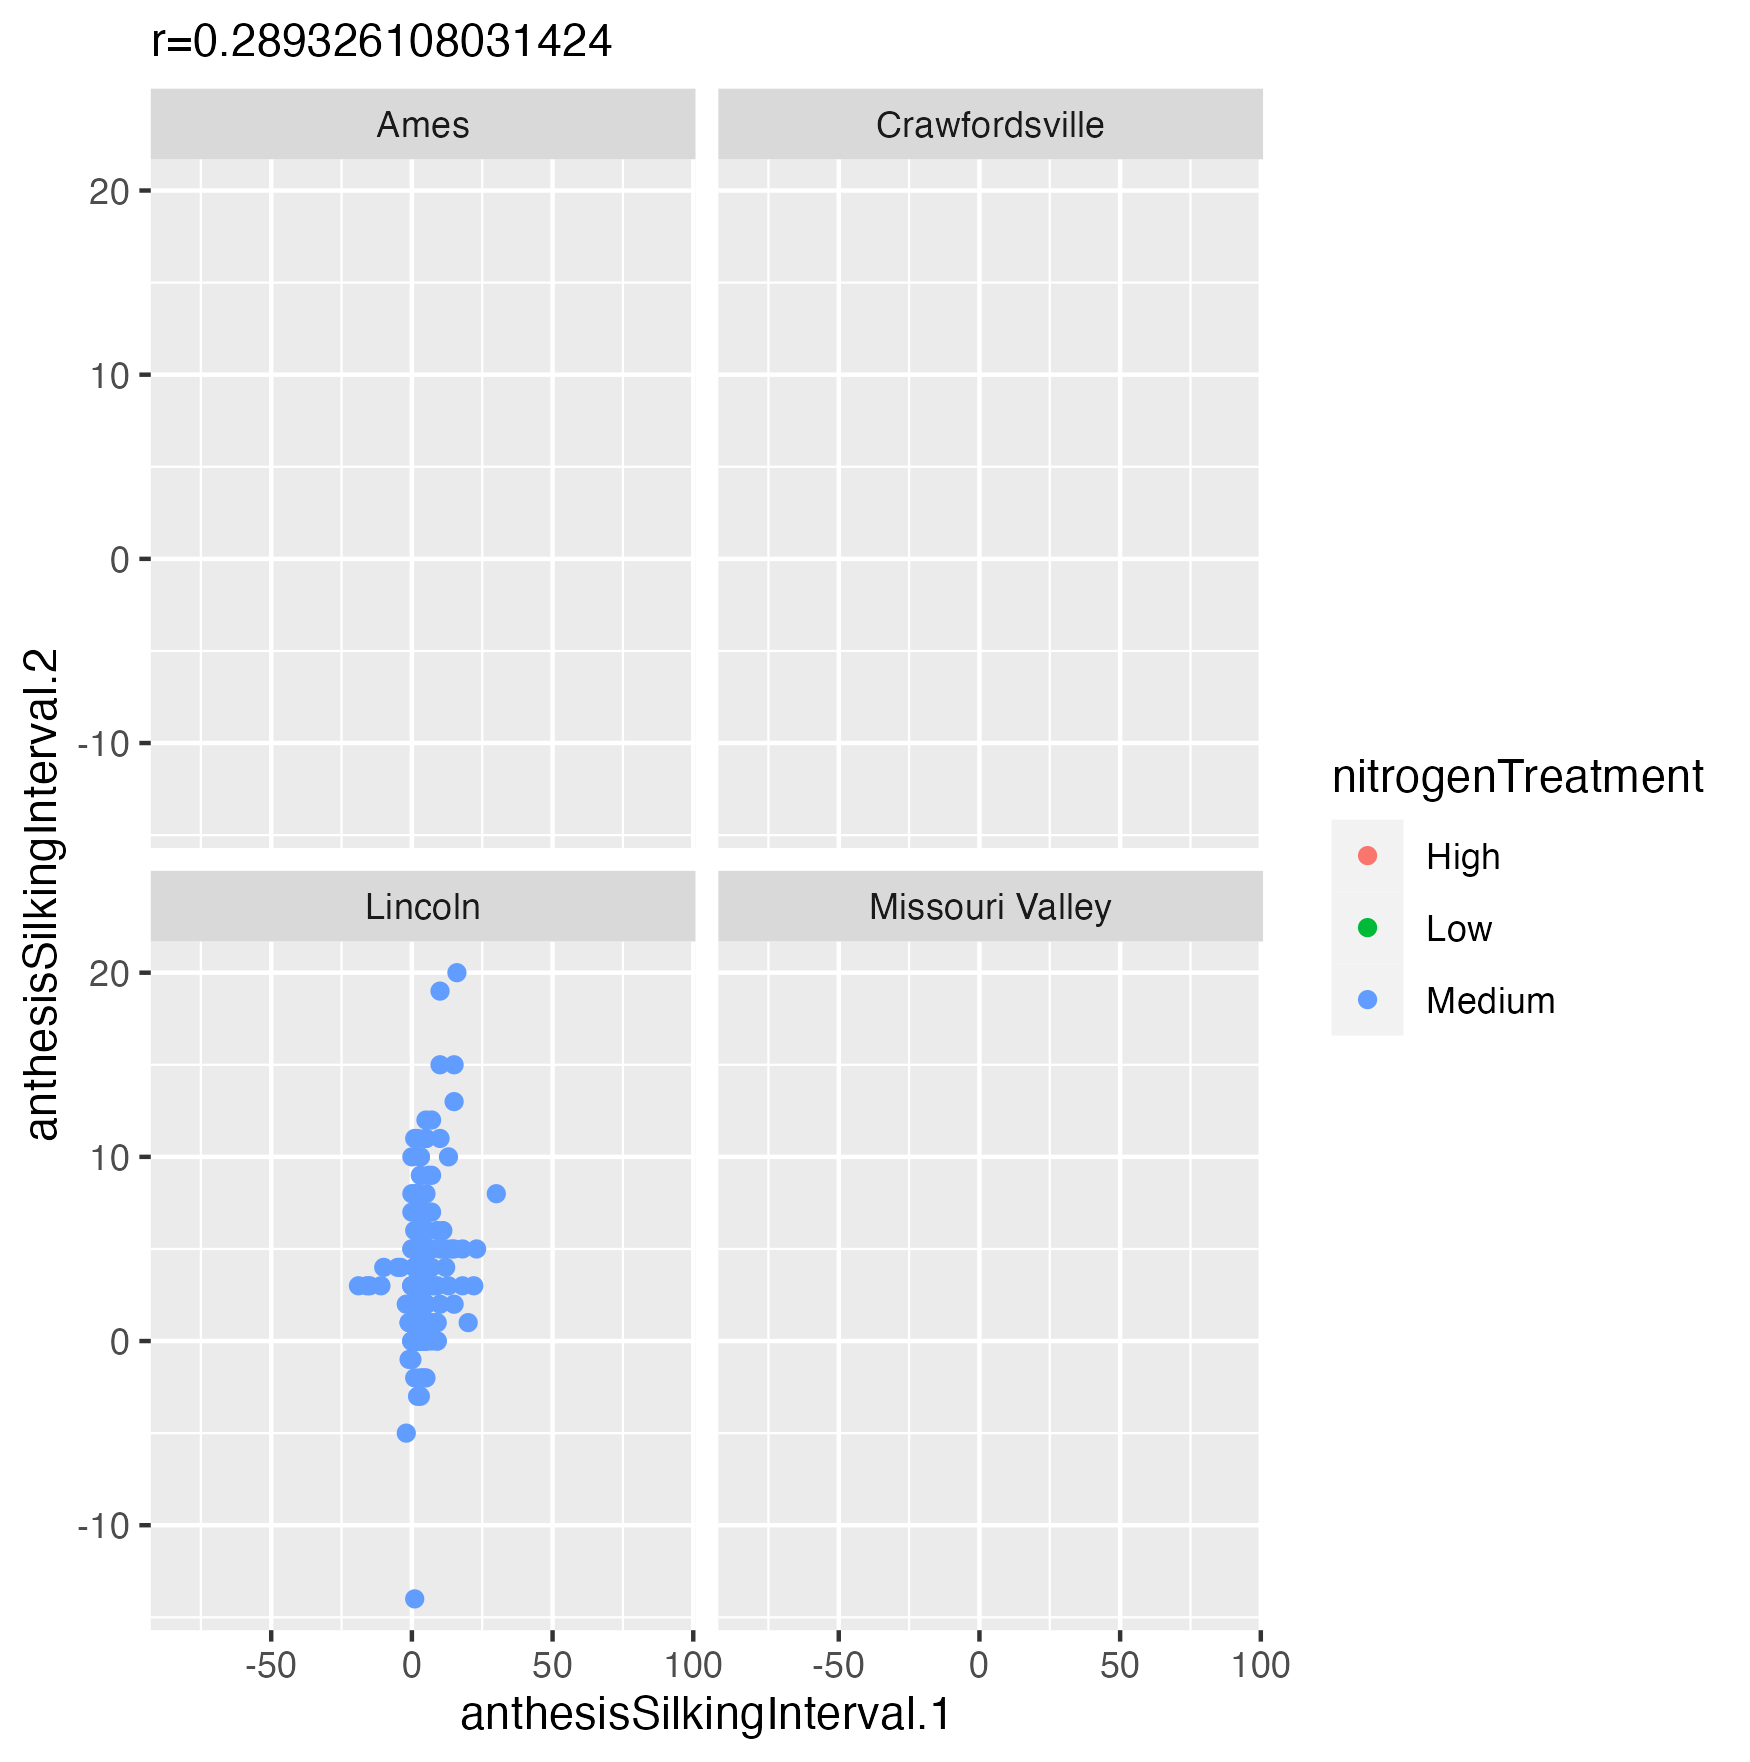 r=0.289326108031424
Ames
Crawfordsville
20
10
0
-10
Lincoln
Missouri Valley
20
10
0
-10
-50 0 50 100 -50 0 50 100
anthesisSilkingInterval.1
anthesisSilkingInterval.2
nitrogenTreatment
High
Low
Medium